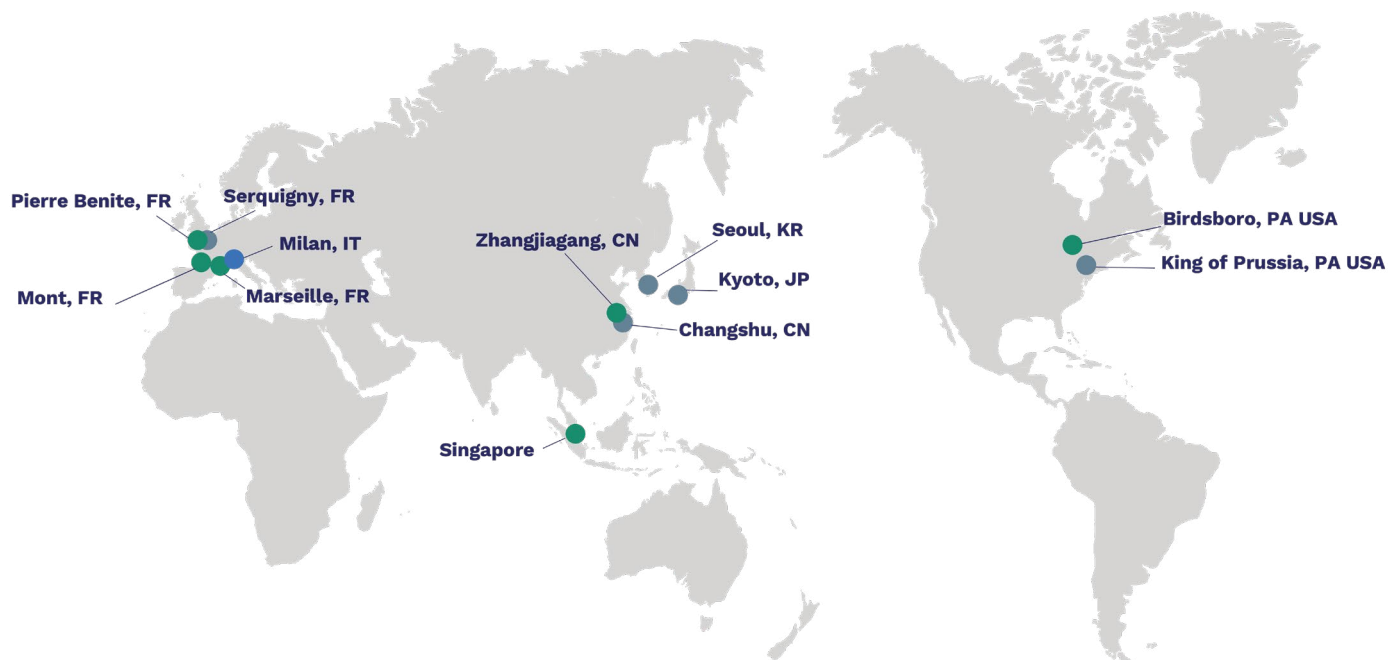 Pierre Benite, FR
Serquigny, FR
Milan, IT
Mont, FR
Marseille, FR
Zhangjiagang, CN
Seoul, KR
Kyoto, JP
Changshu, CN
Singapore
Birdsboro, PA USA
King of Prussia, PA USA